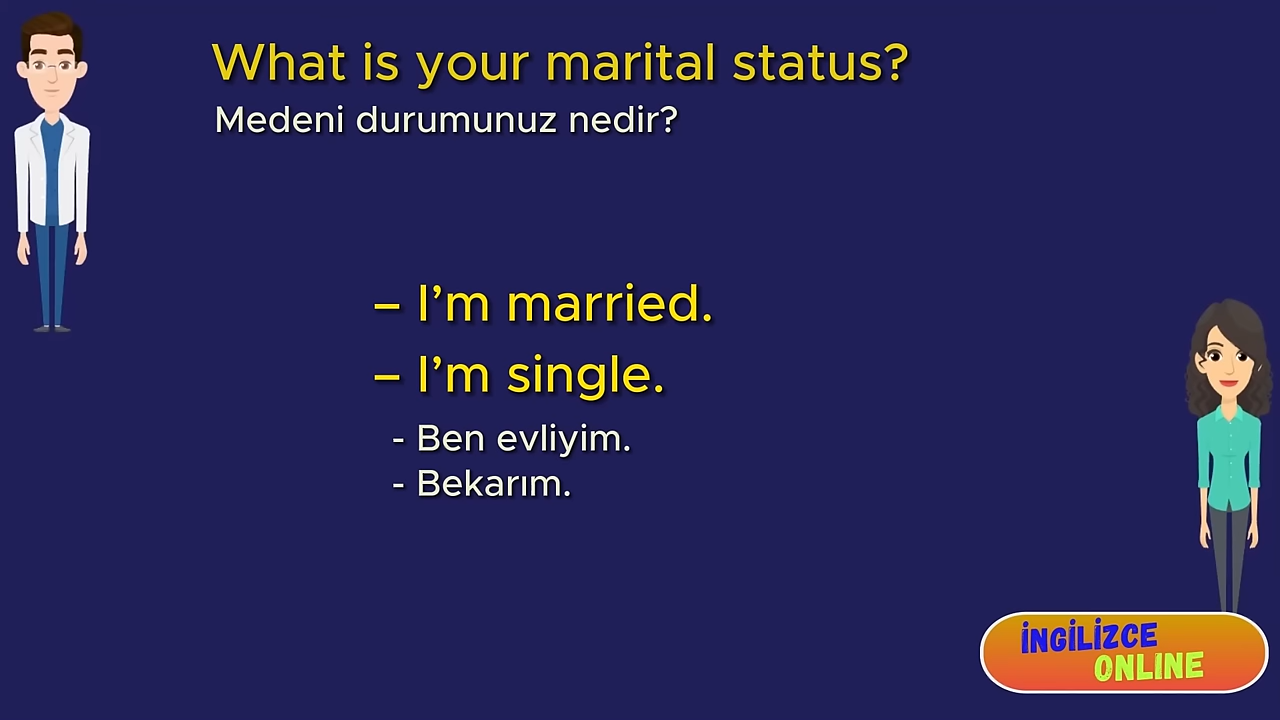 What is your marital status?
Medeni durumunuz nedir?
– I’m married.
– I’m single.
- Ben evliyim.
- Bekarım.
İNGİLİZCE
ONLINE